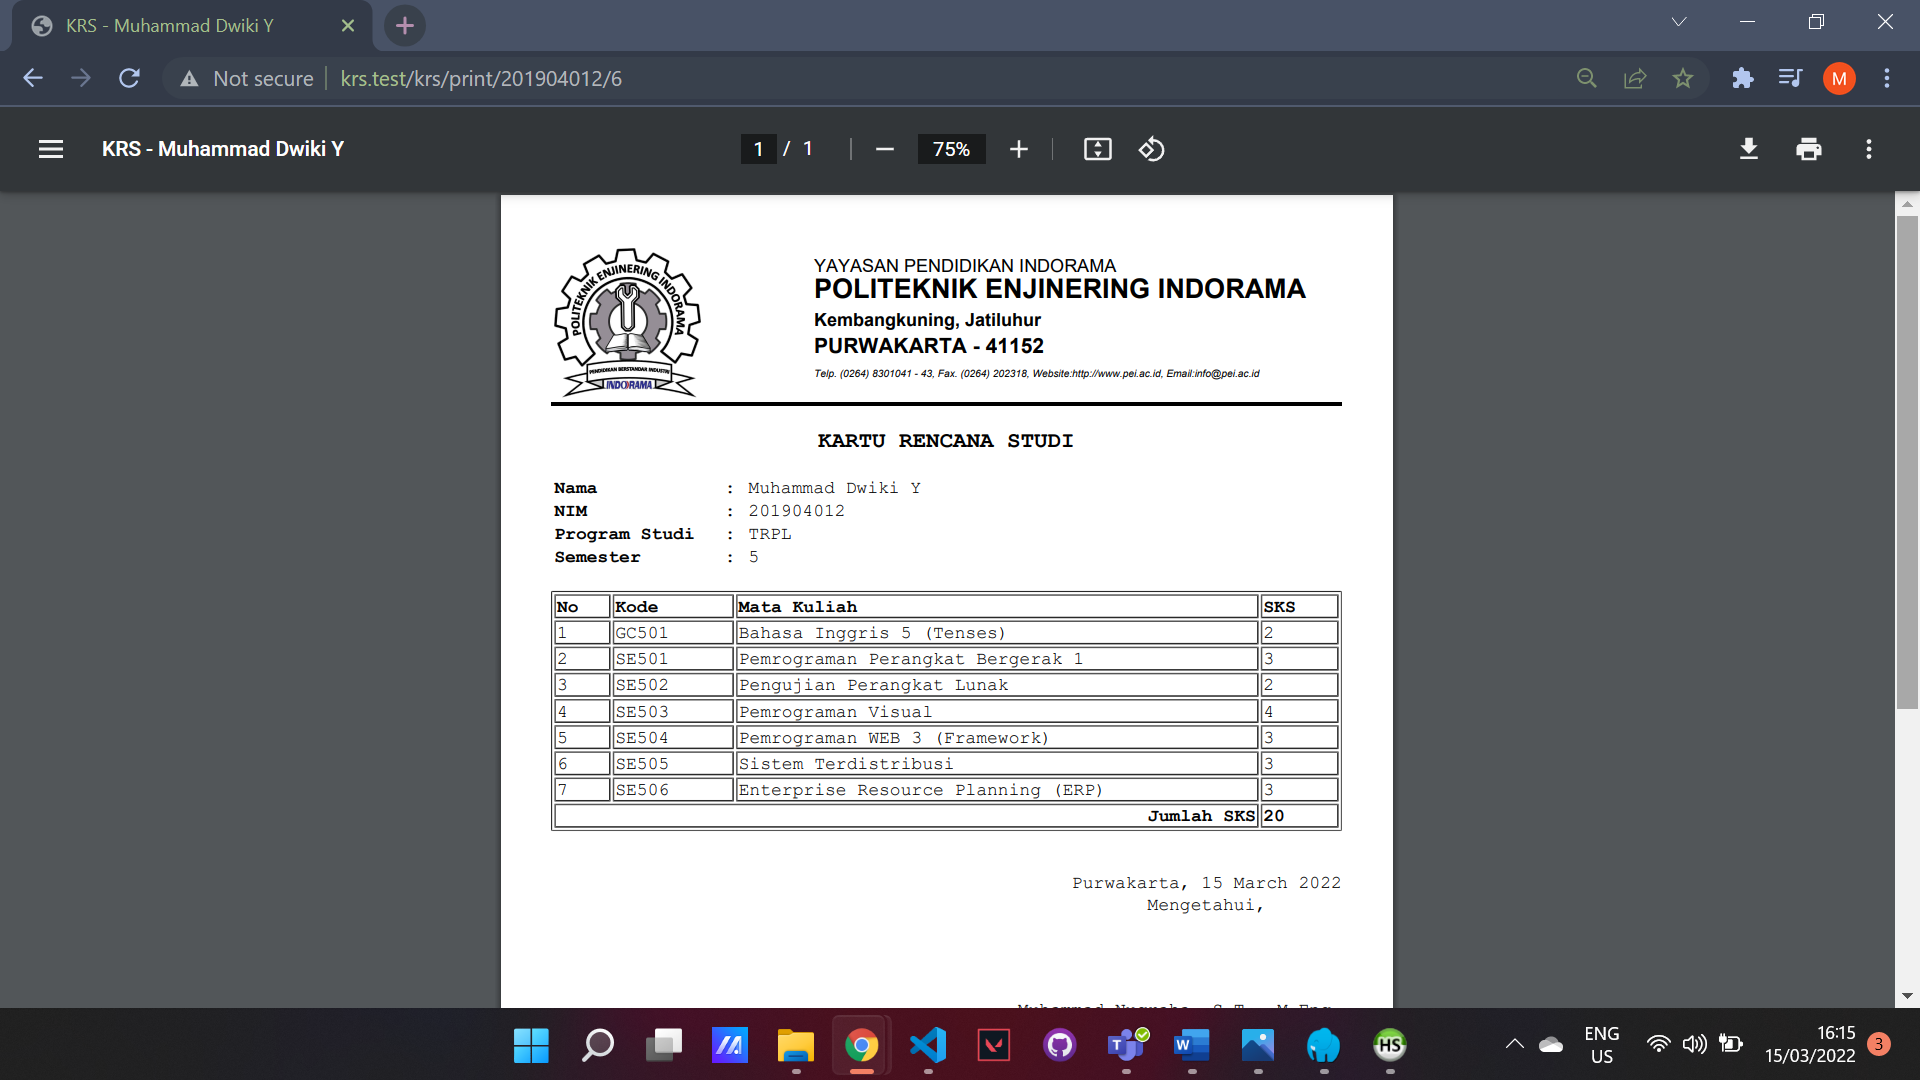 KRS - Muhammad Dwiki Y
Not secure krs.test/krs/print/201904012/6
M
KRS - Muhammad Dwiki Y 1 / 1 75%
POLITEKNIK ENJINERING INDORAMA
PENDIDIKAN BERSTANDAR INDUSTRI
INDORAMA
YAYASAN PENDIDIKAN INDORAMA
POLITEKNIK ENJINERING INDORAMA
Kembangkuning, Jatiluhur
PURWAKARTA - 41152
Telp. (0264) 8301041 - 43, Fax. (0264) 202318, Website:http://www.pei.ac.id, Email:info@pei.ac.id
KARTU RENCANA STUDI
Nama : Muhammad Dwiki Y
NIM : 201904012
Program Studi : TRPL
Semester : 5
No Kode Mata Kuliah SKS
1 GC501 Bahasa Inggris 5 (Tenses) 2
2 SE501 Pemrograman Perangkat Bergerak 1 3
3 SE502 Pengujian Perangkat Lunak 2
4 SE503 Pemrograman Visual 4
5 SE504 Pemrograman WEB 3 (Framework) 3
6 SE505 Sistem Terdistribusi 3
7 SE506 Enterprise Resource Planning (ERP) 3
Jumlah SKS 20
Purwakarta, 15 March 2022
Mengetahui,
ENG
US
16:15
15/03/2022
3
HS